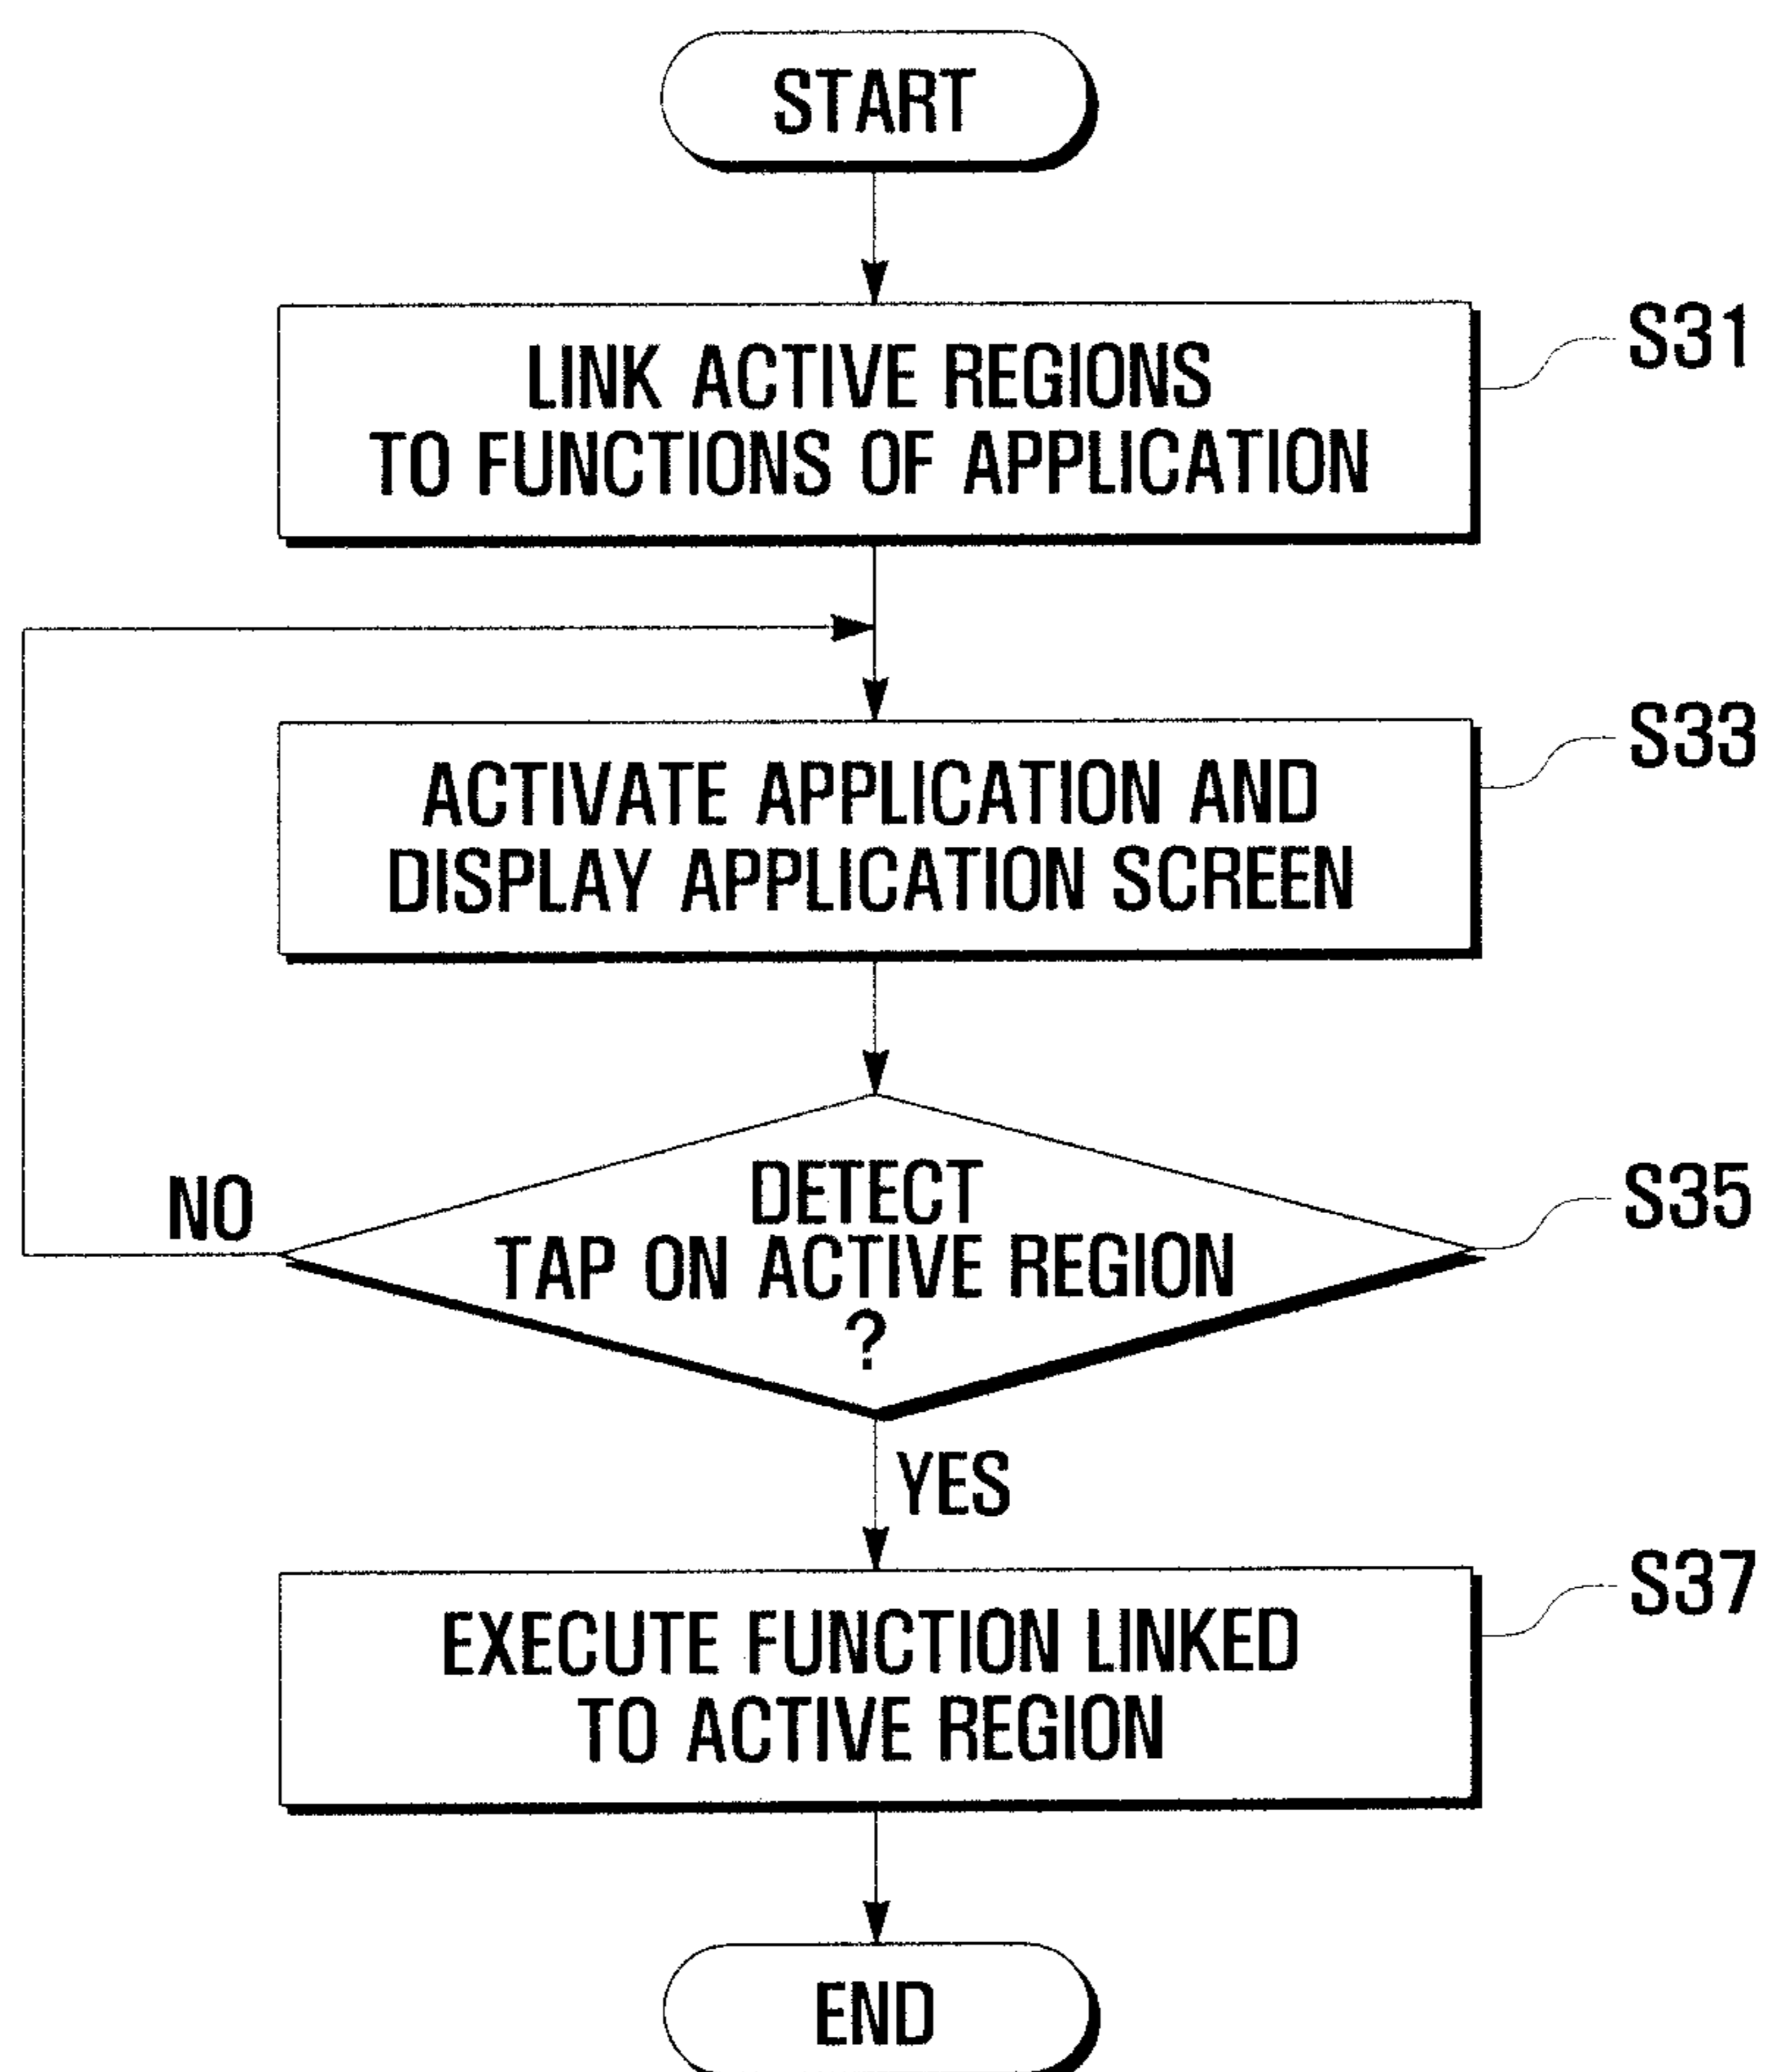 START
LINK ACTIVE REGIONS
TO FUNCTIONS OF APPLICATION
S31
ACTIVATE APPLICATION AND
DISPLAY APPLICATION SCREEN
S33
DETECT
TAP ON ACTIVE REGION
?
S35
NO
YES
EXECUTE FUNCTION LINKED
TO ACTIVE REGION
S37
END